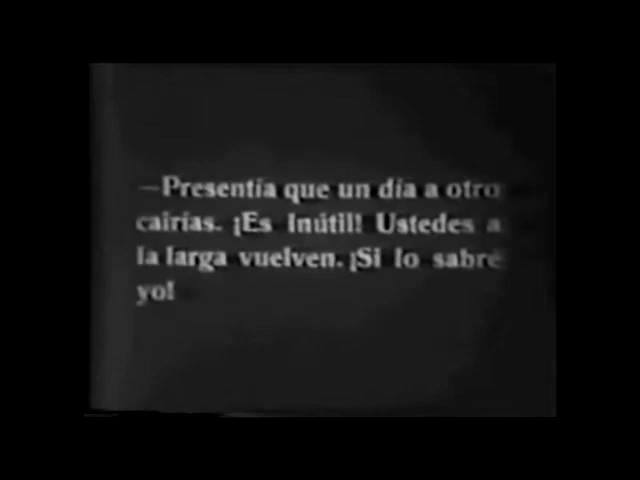 —Presentía que un día a otro
cairías. ¡Es Inútil! Ustedes a
la larga vuelven. ¡Si lo sabré
yo!